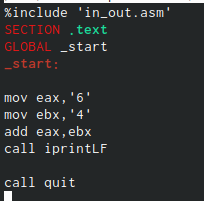 %include 'in_out.asm'
SECTION .text
GLOBAL _start
_start:
mov eax,'6'
mov ebx,'4'
add eax,ebx
call iprintLF
call quit